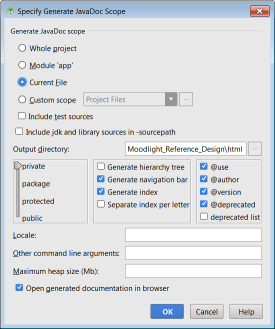 Specify Generate JavaDoc Scope
Generate JavaDoc scope
Whole project
Module 'app'
Current File
Custom scope Project Files ...
Include test sources
Include jdk and library sources in -sourcepath
Output directory: Moodlight_Reference_Design\html ...
private
package
protected
public
Generate hierarchy tree
Generate navigation bar
Generate index
Separate index per letter
@use
@author
@version
@deprecated
deprecated list
Locale:
Other command line arguments:
Maximum heap size (Mb):
Open generated documentation in browser
OK Cancel Help